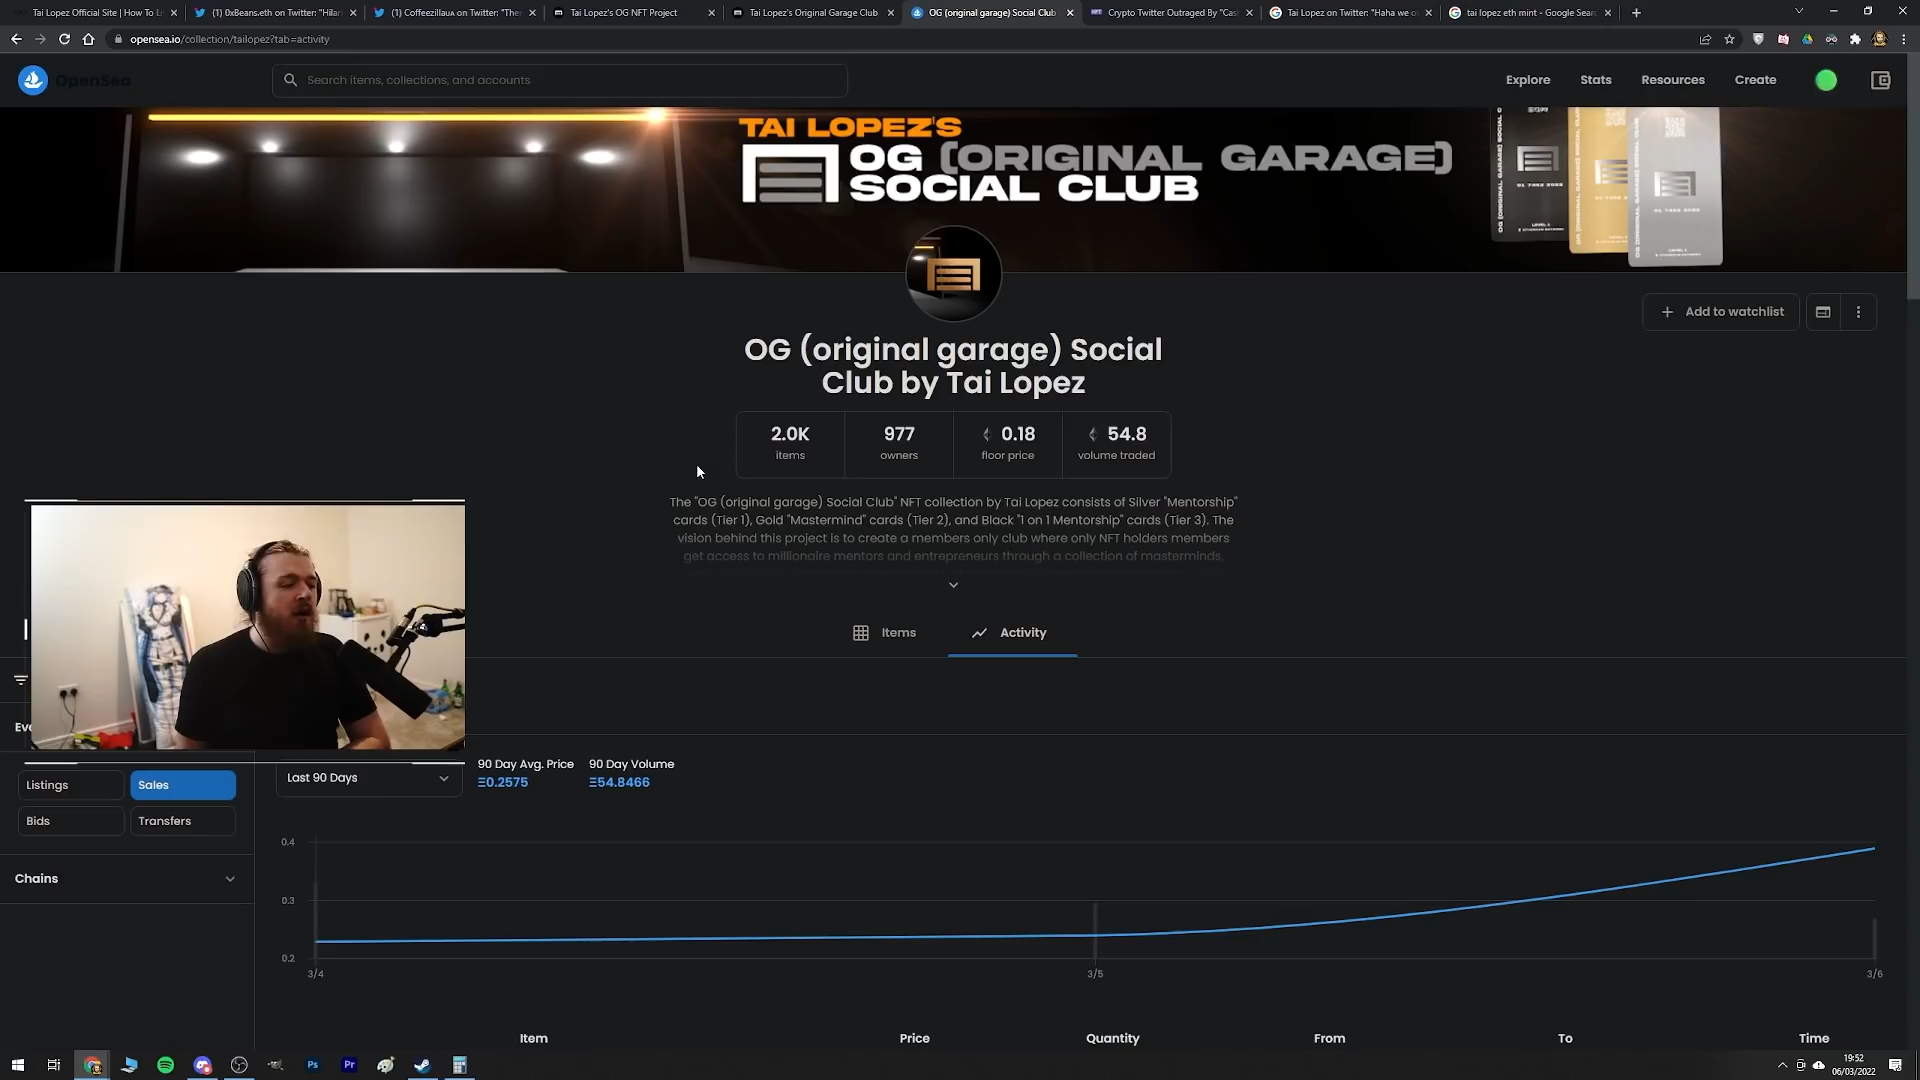 Tai Lopez Official Site | How To Li
(1) 0xBeans.eth on Twitter: "Hilari
(1) Coffeezillaua on Twitter: "The
Tai Lopez's OG NFT Project
Tai Lopez's Original Garage Club
OG (original garage) Social Club
Crypto Twitter Outraged By "Cas
Tai Lopez on Twitter: "Haha we o
tai lopez eth mint - Google Sear
opensea.io/collection/tailopez?tab=activity
OpenSea
Search items, collections, and accounts
Explore
Stats
Resources
Create
TAI LOPEZ'S
OG (ORIGINAL GARAGE)
SOCIAL CLUB
Add to watchlist
OG (original garage) Social
Club by Tai Lopez
2.0K
items
977
owners
0.18
floor price
54.8
volume traded
The "OG (original garage) Social Club" NFT collection by Tai Lopez consists of Silver "Mentorship"
cards (Tier 1), Gold "Mastermind" cards (Tier 2), and Black "1 on 1 Mentorship" cards (Tier 3). The
vision behind this project is to create a members only club where only NFT holders members
get access to millionaire mentors and entrepreneurs through a collection of masterminds,
Items
Activity
Eve
Listings
Sales
Bids
Transfers
Chains
Last 90 Days
90 Day Avg. Price
Ξ0.2575
90 Day Volume
Ξ54.8466
0.4
0.3
0.2
3/4
3/5
3/6
Item
Price
Quantity
From
To
Time
Ps
Pr
19:52
06/03/2022